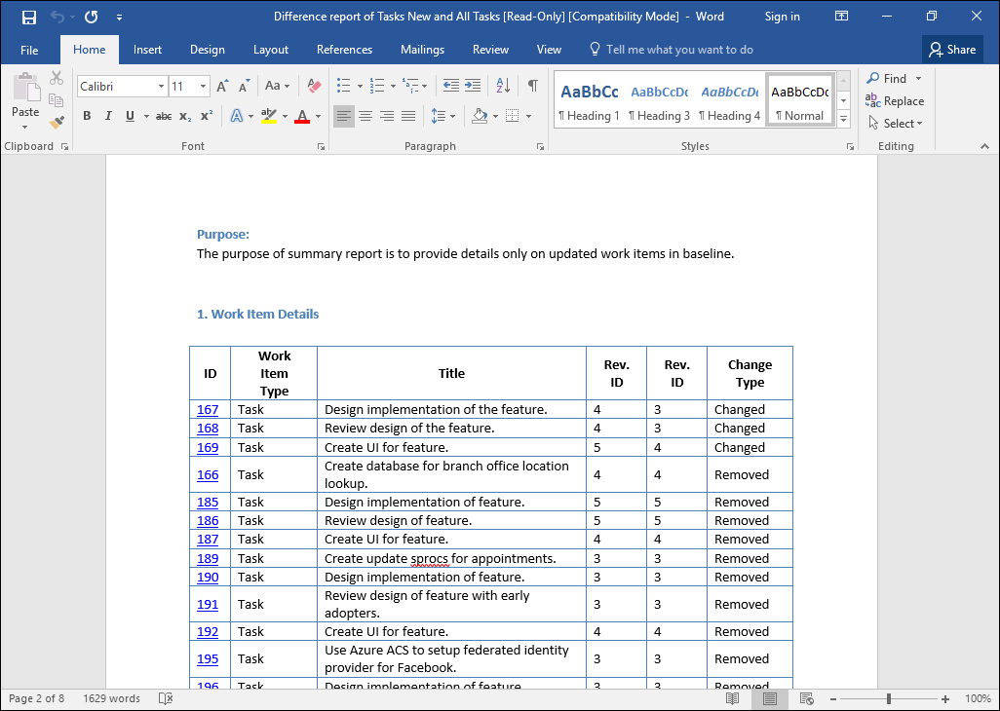 Difference report of Tasks New and All Tasks [Read-Only] [Compatibility Mode] - Word Sign in
File Home Insert Design Layout References Mailings Review View Tell me what you want to do Share
Paste
Calibri 11 Aa
B I U abc x₂ x²
AaBbCc AaBbCcDc AaBbCcDc AaBbCcDc
¶ Heading 1 ¶ Heading 3 ¶ Heading 4 ¶ Normal
Find
Replace
Select
Clipboard Font Paragraph Styles Editing
Purpose:
The purpose of summary report is to provide details only on updated work items in baseline.
1. Work Item Details
ID Work Item Type Title Rev. ID Rev. ID Change Type
167 Task Design implementation of the feature. 4 3 Changed
168 Task Review design of the feature. 4 3 Changed
169 Task Create UI for feature. 5 4 Changed
166 Task Create database for branch office location
lookup. 4 4 Removed
185 Task Design implementation of feature. 5 5 Removed
186 Task Review design of feature. 5 5 Removed
187 Task Create UI for feature. 4 4 Removed
189 Task Create update sprocs for appointments. 3 3 Removed
190 Task Design implementation of feature. 3 3 Removed
191 Task Review design of feature with early
adopters. 3 3 Removed
192 Task Create UI for feature. 4 4 Removed
195 Task Use Azure ACS to setup federated identity
provider for Facebook. 3 3 Removed
196 Task Design implementation of feature. 3 3 Removed
Page 2 of 8 1629 words 100%